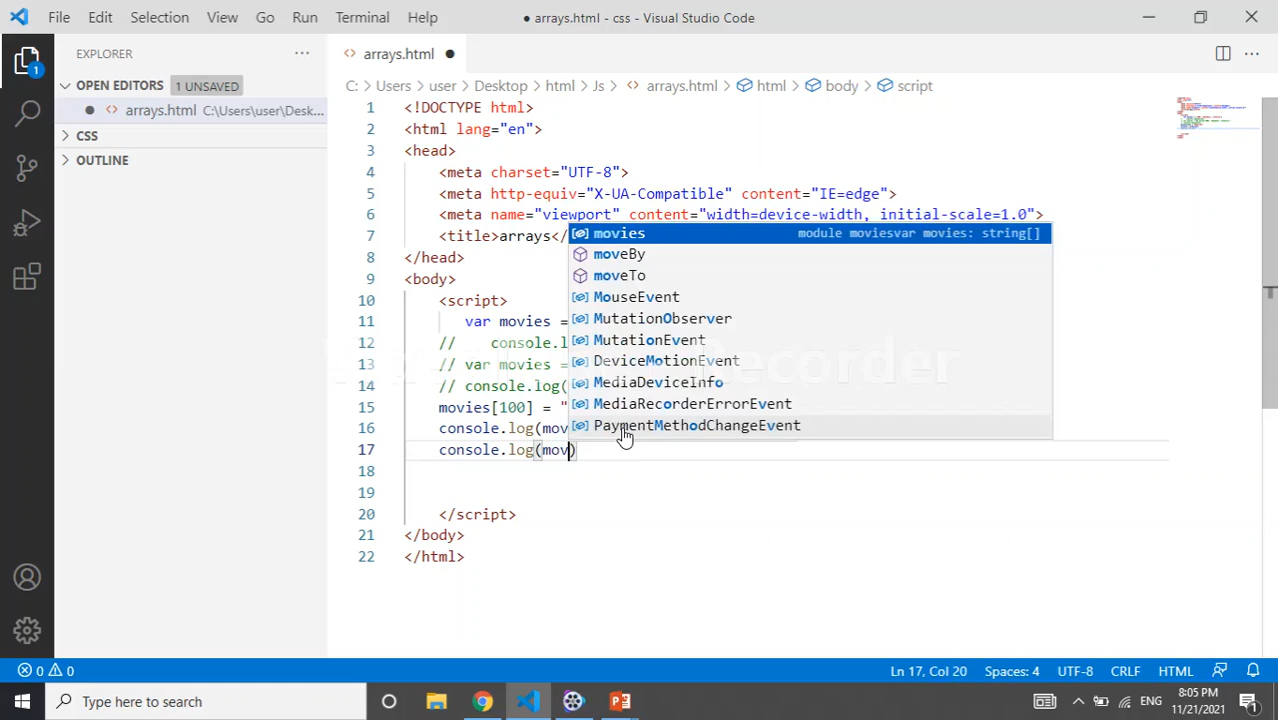 File Edit Selection View Go Run Terminal Help ● arrays.html - css - Visual Studio Code
EXPLORER ···
OPEN EDITORS 1 UNSAVED
● <> arrays.html C:\Users\user\Desk...
CSS
OUTLINE
1
<> arrays.html ●
C: > Users > user > Desktop > html > Js > <> arrays.html > html > body > script
1 <!DOCTYPE html>
2 <html lang="en">
3 <head>
4 <meta charset="UTF-8">
5 <meta http-equiv="X-UA-Compatible" content="IE=edge">
6 <meta name="viewport" content="width=device-width, initial-scale=1.0">
7 <title>arrays</
8 </head>
9 <body>
10 <script>
11 var movies =
12 // console.l
13 // var movies =
14 // console.log(
15 movies[100] = "
16 console.log(mov
17 console.log(mov)
18
19
20 </script>
21 </body>
22 </html>
movies module moviesvar movies: string[]
moveBy
moveTo
MouseEvent
MutationObserver
MutationEvent
DeviceMotionEvent
MediaDeviceInfo
MediaRecorderErrorEvent
PaymentMethodChangeEvent
Recorder
0 0 Ln 17, Col 20 Spaces: 4 UTF-8 CRLF HTML
Type here to search
ENG 8:05 PM
11/21/2021
1